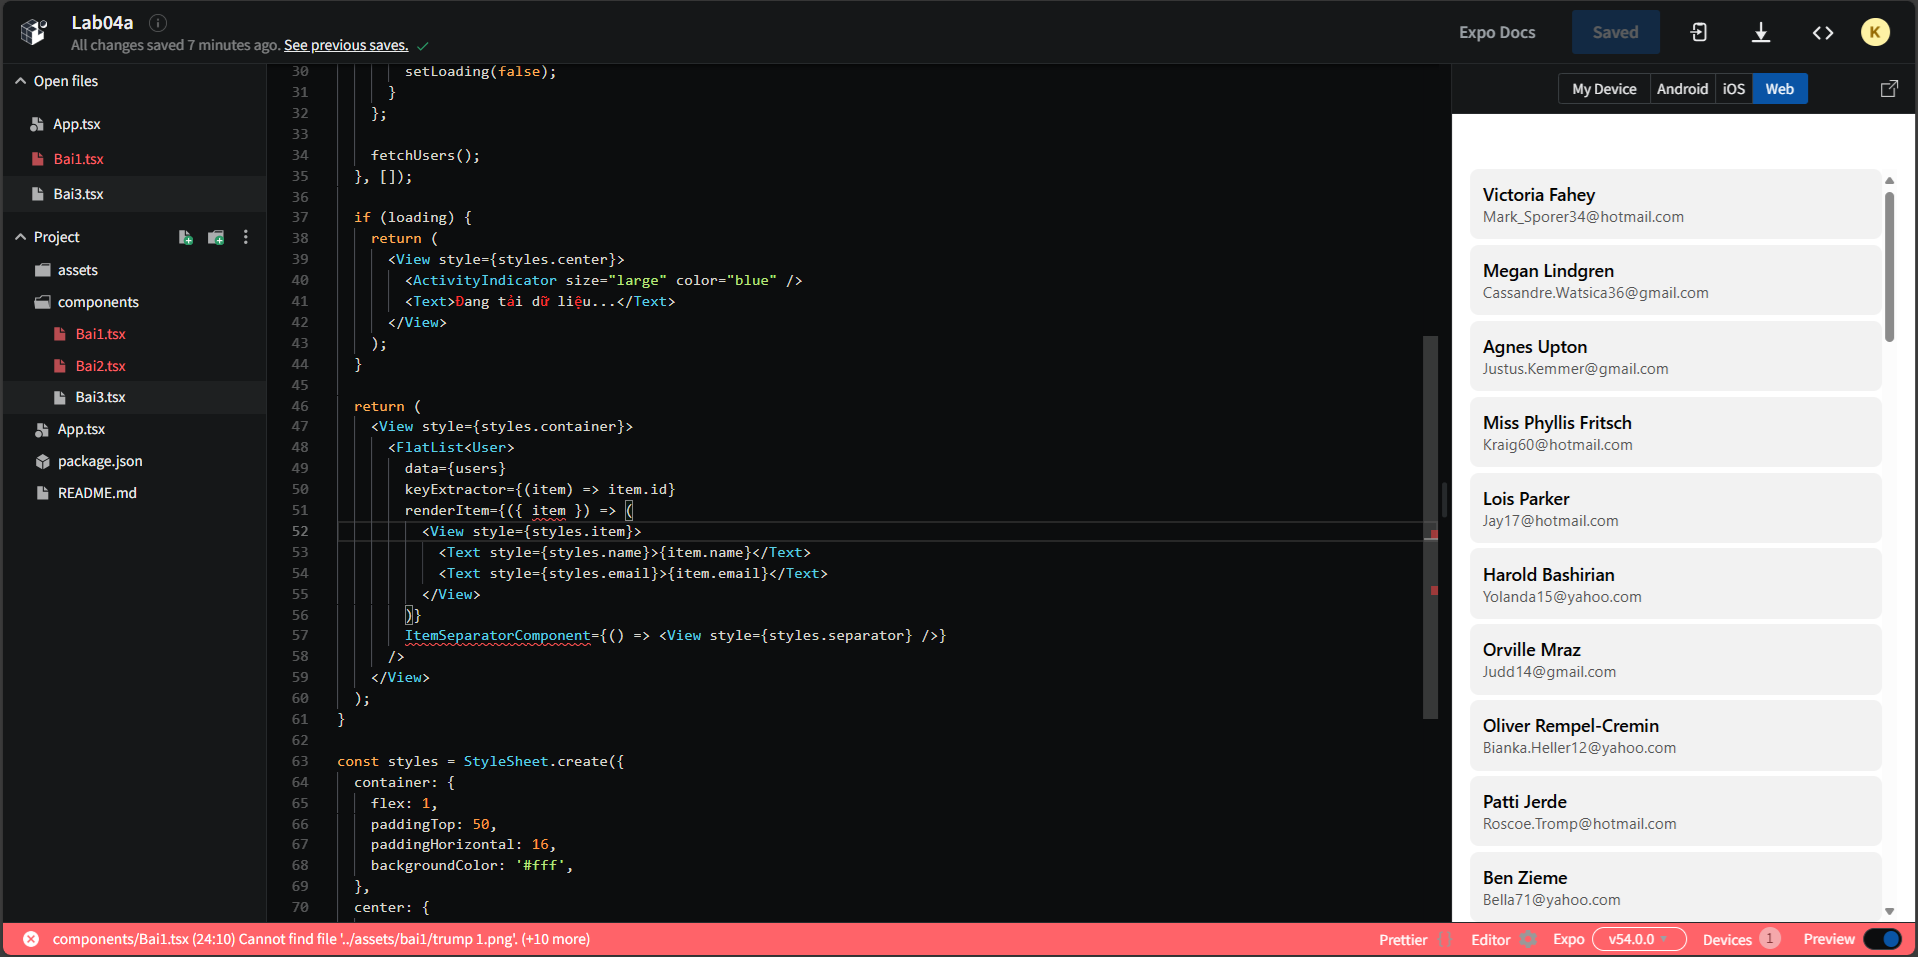 Lab04a
All changes saved 7 minutes ago. See previous saves.
Expo Docs
Saved
K
Open files
App.tsx
Bai1.tsx
Bai3.tsx
Project
assets
components
Bai1.tsx
Bai2.tsx
Bai3.tsx
App.tsx
package.json
README.md
30 setLoading(false);
31 }
32 };
33
34 fetchUsers();
35 }, []);
36
37 if (loading) {
38 return (
39 <View style={styles.center}>
40 <ActivityIndicator size="large" color="blue" />
41 <Text>Đang tải dữ liệu...</Text>
42 </View>
43 );
44 }
45
46 return (
47 <View style={styles.container}>
48 <FlatList<User>
49 data={users}
50 keyExtractor={(item) => item.id}
51 renderItem={({ item }) => (
52 <View style={styles.item}>
53 <Text style={styles.name}>{item.name}</Text>
54 <Text style={styles.email}>{item.email}</Text>
55 </View>
56 )}
57 ItemSeparatorComponent={() => <View style={styles.separator} />}
58 />
59 </View>
60 );
61 }
62
63 const styles = StyleSheet.create({
64 container: {
65 flex: 1,
66 paddingTop: 50,
67 paddingHorizontal: 16,
68 backgroundColor: '#fff',
69 },
70 center: {
My Device Android iOS Web
Victoria Fahey
Mark_Sporer34@hotmail.com
Megan Lindgren
Cassandre.Watsica36@gmail.com
Agnes Upton
Justus.Kemmer@gmail.com
Miss Phyllis Fritsch
Kraig60@hotmail.com
Lois Parker
Jay17@hotmail.com
Harold Bashirian
Yolanda15@yahoo.com
Orville Mraz
Judd14@gmail.com
Oliver Rempel-Cremin
Bianka.Heller12@yahoo.com
Patti Jerde
Roscoe.Tromp@hotmail.com
Ben Zieme
Bella71@yahoo.com
components/Bai1.tsx (24:10) Cannot find file '../assets/bai1/trump 1.png'. (+10 more)
Prettier {} Editor Expo v54.0.0 Devices 1 Preview